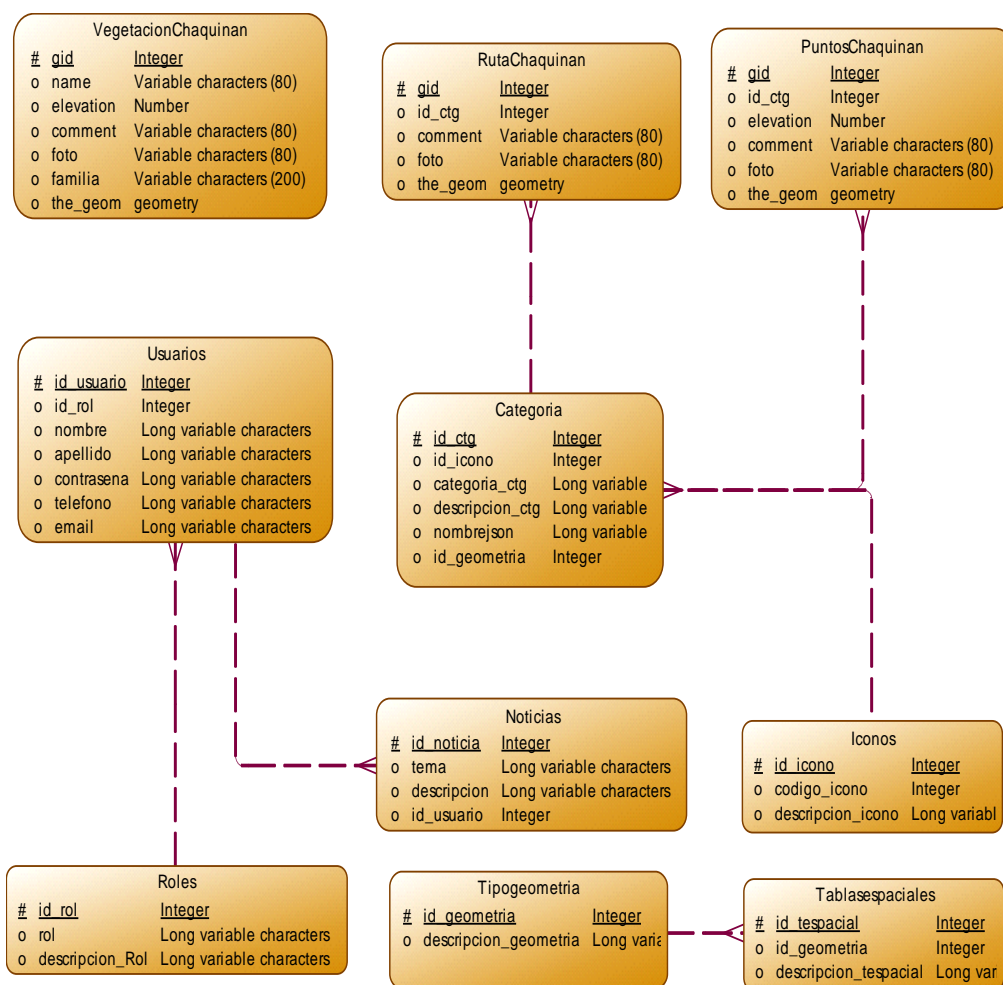 VegetacionChaquinan
# gid Integer
o name Variable characters (80)
o elevation Number
o comment Variable characters (80)
o foto Variable characters (80)
o familia Variable characters (200)
o the_geom geometry
RutaChaquinan
# gid Integer
o id_ctg Integer
o comment Variable characters (80)
o foto Variable characters (80)
o the_geom geometry
PuntosChaquinan
# gid Integer
o id_ctg Integer
o elevation Number
o comment Variable characters (80)
o foto Variable characters (80)
o the_geom geometry
Usuarios
# id_usuario Integer
o id_rol Integer
o nombre Long variable characters
o apellido Long variable characters
o contrasena Long variable characters
o telefono Long variable characters
o email Long variable characters
Categoria
# id_ctg Integer
o id_icono Integer
o categoria_ctg Long variable
o descripcion_ctg Long variable
o nombrejson Long variable
o id_geometria Integer
Noticias
# id_noticia Integer
o tema Long variable characters
o descripcion Long variable characters
o id_usuario Integer
Iconos
# id_icono Integer
o codigo_icono Integer
o descripcion_icono Long variabl
Roles
# id_rol Integer
o rol Long variable characters
o descripcion_Rol Long variable characters
Tipogeometria
# id_geometria Integer
o descripcion_geometria Long varia
Tablasespaciales
# id_tespacial Integer
o id_geometria Integer
o descripcion_tespacial Long var